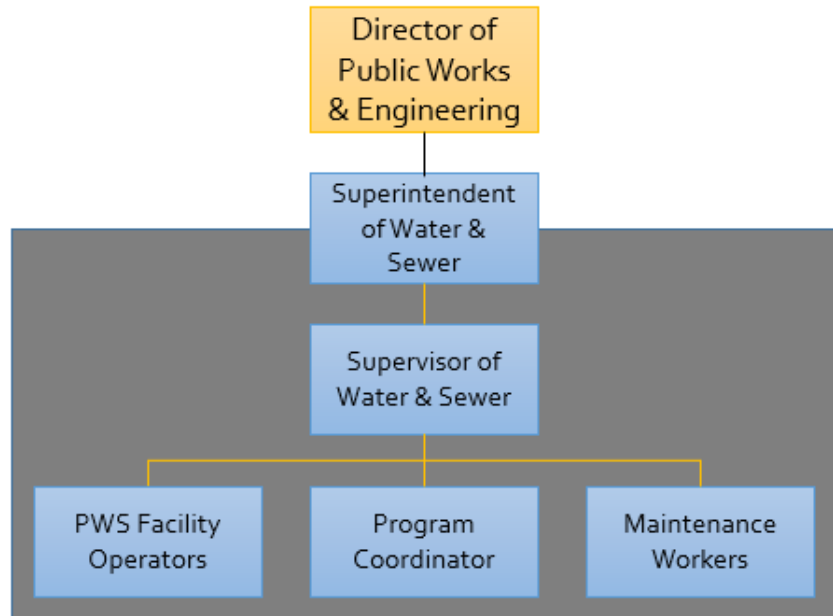 Director of
Public Works
& Engineering
Superintendent
of Water &
Sewer
Supervisor of
Water & Sewer
PWS Facility
Operators
Program
Coordinator
Maintenance
Workers